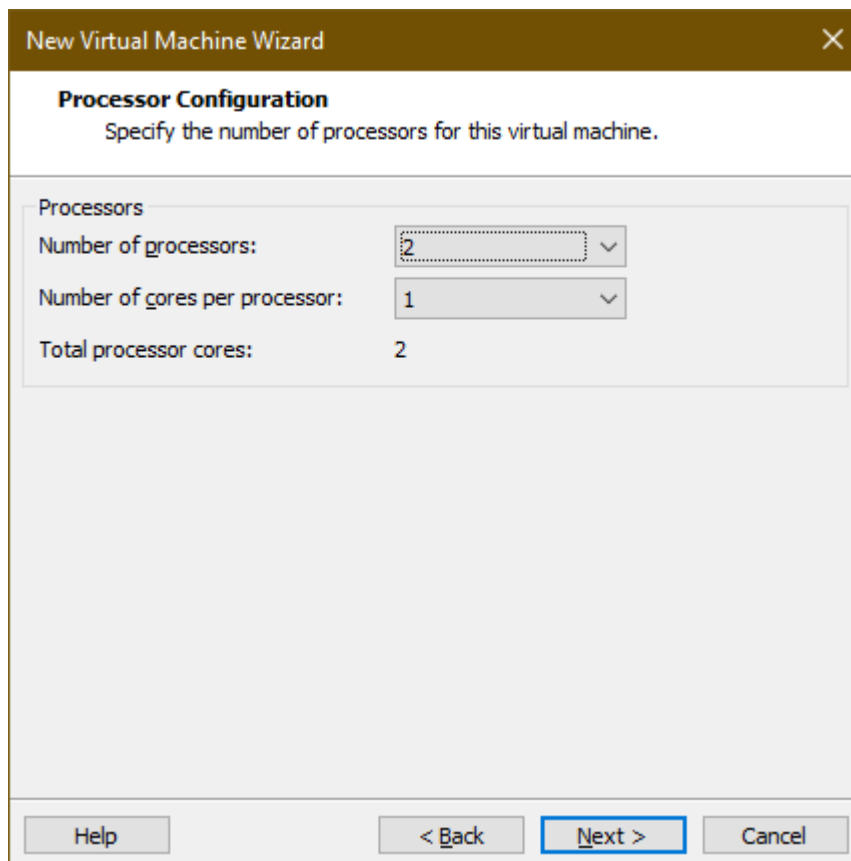 New Virtual Machine Wizard
Processor Configuration
Specify the number of processors for this virtual machine.
Processors
Number of processors: 2
Number of cores per processor: 1
Total processor cores: 2
Help < Back Next > Cancel